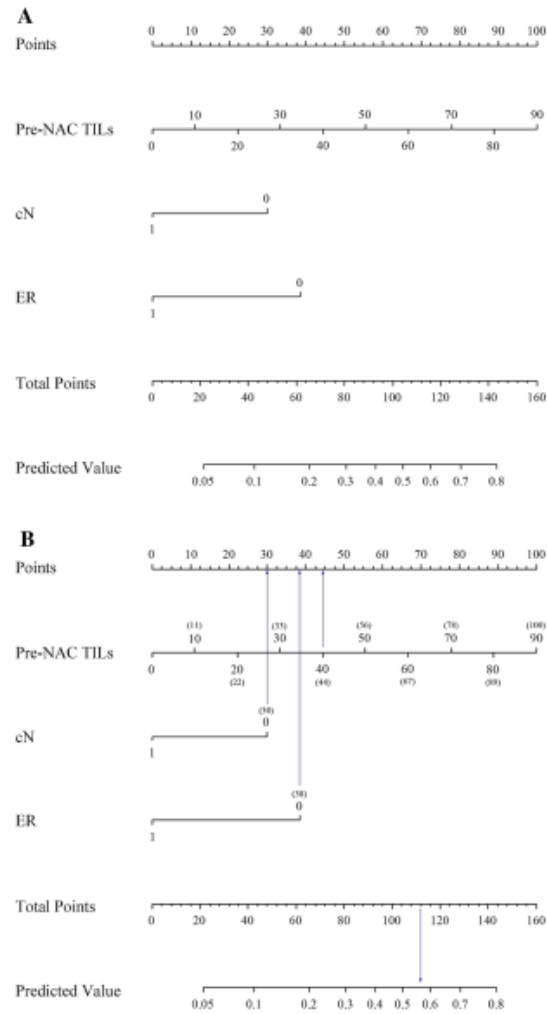 A
Points
0 10 20 30 40 50 60 70 80 90 100
Pre-NAC TILs
10 30 50 70 90
0 20 40 60 80
cN
0
1
ER
0
1
Total Points
0 20 40 60 80 100 120 140 160
Predicted Value
0.05 0.1 0.2 0.3 0.4 0.5 0.6 0.7 0.8
B
Points
0 10 20 30 40 50 60 70 80 90 100
(11) (33) (56) (78) (100)
Pre-NAC TILs
10 30 50 70 90
0 20 40 60 80
(22) (44) (67) (89)
cN
(30)
0
1
ER
(38)
0
1
Total Points
0 20 40 60 80 100 120 140 160
Predicted Value
0.05 0.1 0.2 0.3 0.4 0.5 0.6 0.7 0.8